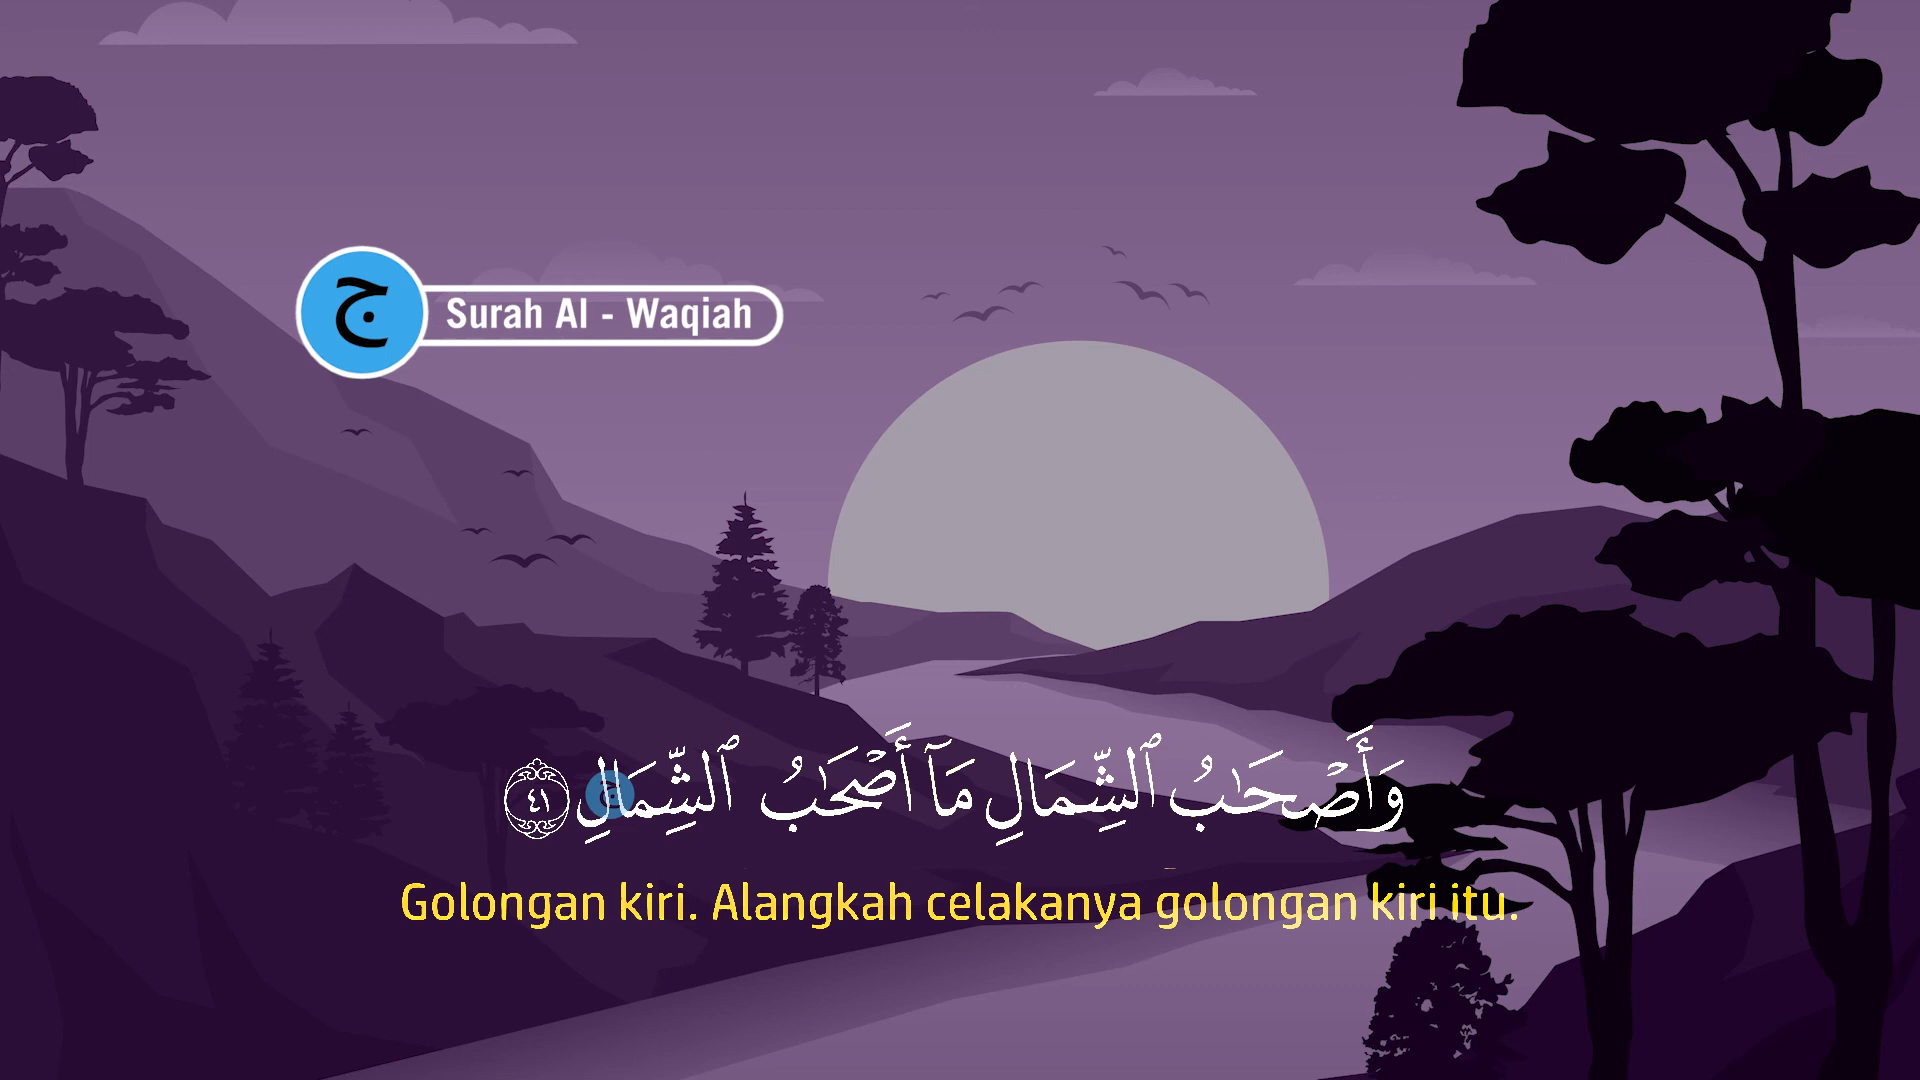 ج
Surah Al - Waqiah
وَأَصْحَـٰبُ ٱلشِّمَالِ مَآ أَصْحَـٰبُ ٱلشِّمَالِ ٤١
ج
Golongan kiri. Alangkah celakanya golongan kiri itu.